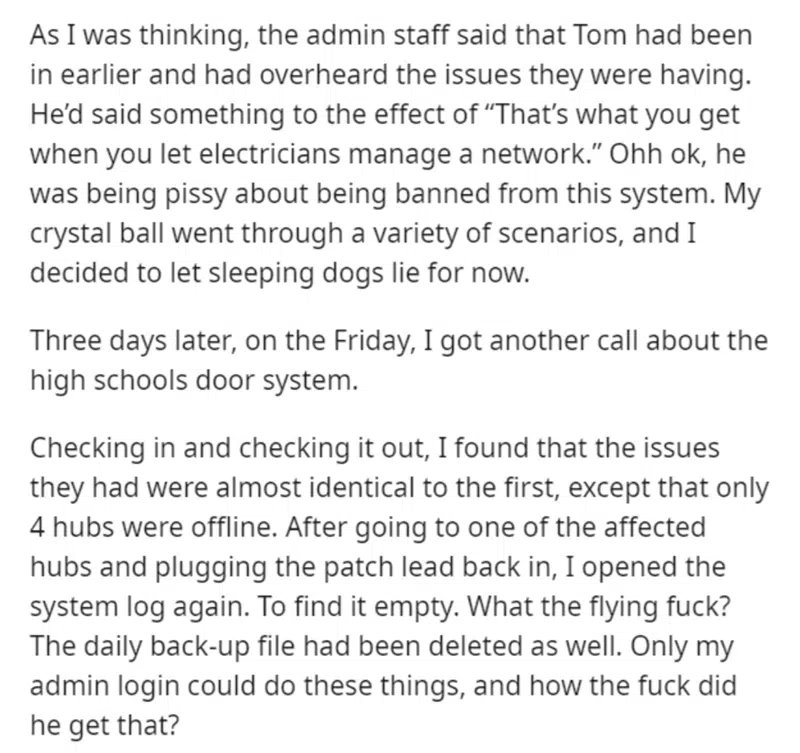 As I was thinking, the admin staff said that Tom had been
in earlier and had overheard the issues they were having.
He’d said something to the effect of “That’s what you get
when you let electricians manage a network.” Ohh ok, he
was being pissy about being banned from this system. My
crystal ball went through a variety of scenarios, and I
decided to let sleeping dogs lie for now.
Three days later, on the Friday, I got another call about the
high schools door system.
Checking in and checking it out, I found that the issues
they had were almost identical to the first, except that only
4 hubs were offline. After going to one of the affected
hubs and plugging the patch lead back in, I opened the
system log again. To find it empty. What the flying fuck?
The daily back-up file had been deleted as well. Only my
admin login could do these things, and how the fuck did
he get that?